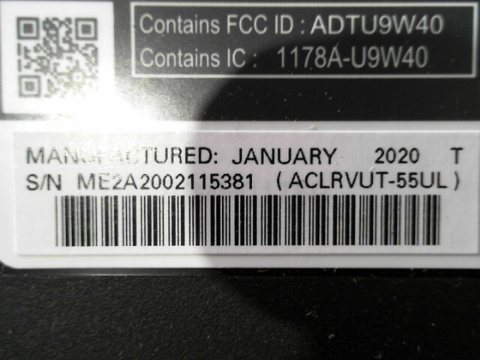 Contains FCC ID : ADTU9W40
Contains IC : 1178A-U9W40
MANUFACTURED: JANUARY 2020 T
S/N ME2A2002115381 (ACLRVUT-55UL)